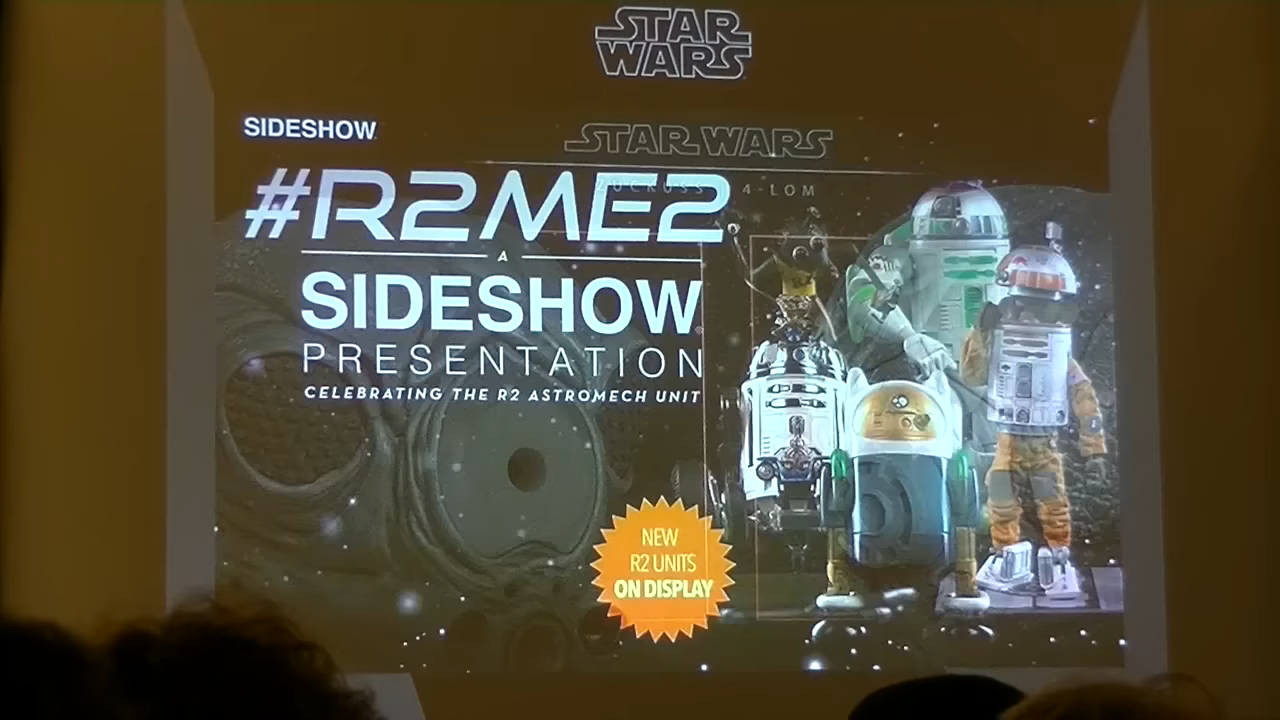 STAR
WARS
SIDESHOW
STAR WARS
ZUCKUSS 4-LOM
#R2ME2
A
SIDESHOW
PRESENTATION
CELEBRATING THE R2 ASTROMECH UNIT
NEW
R2 UNITS
ON DISPLAY